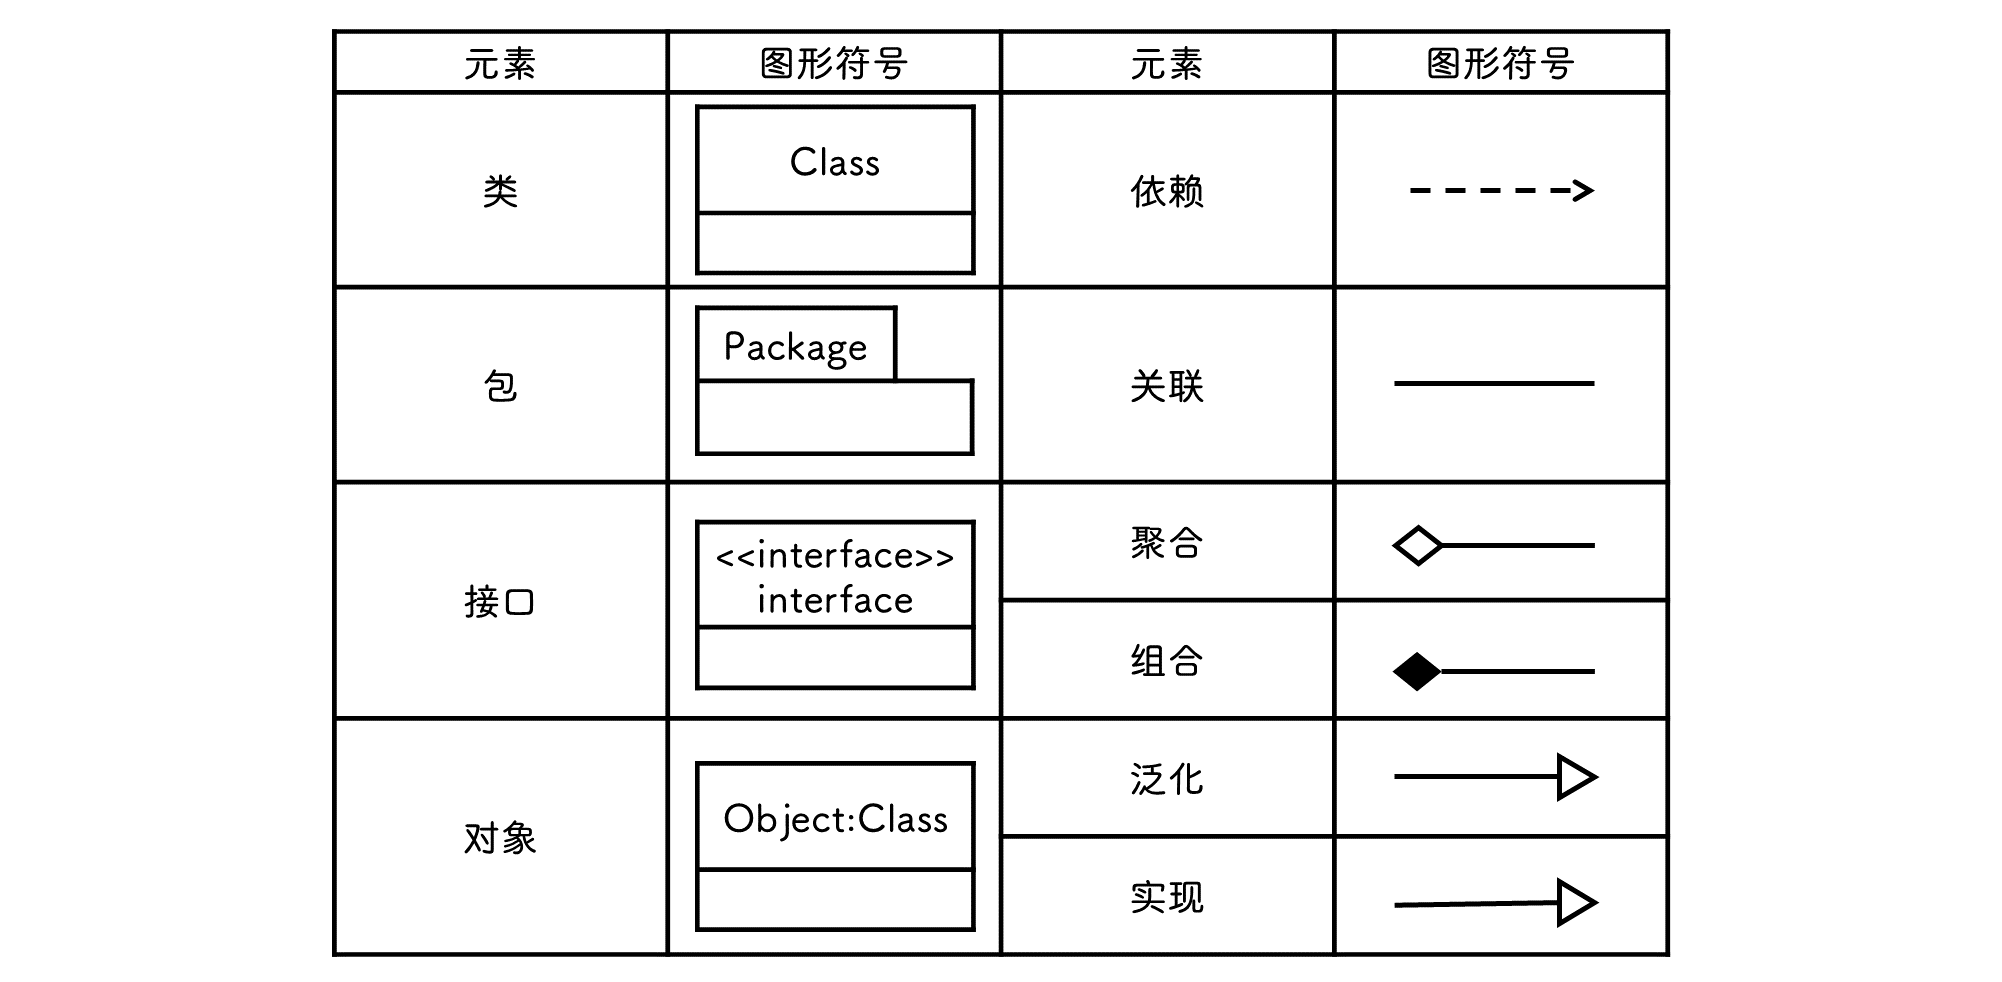 元素
图形符号
元素
图形符号
类
Class
依赖
包
Package
关联
接口
<<interface>>
interface
聚合
组合
对象
Object:Class
泛化
实现